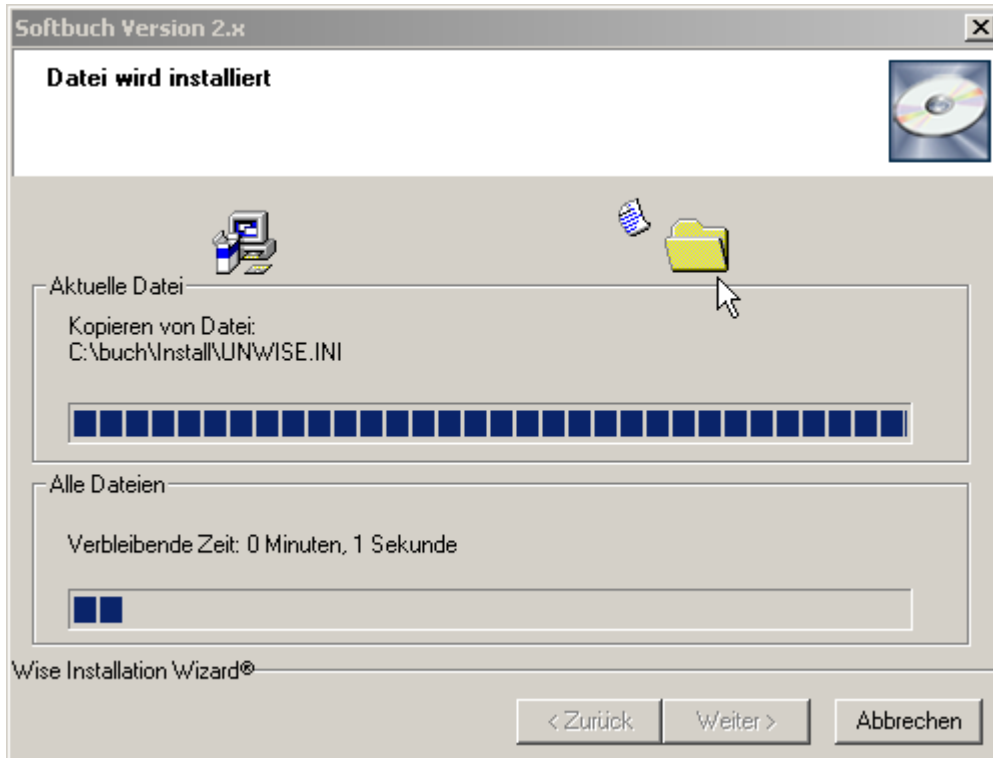 Softbuch Version 2.x
Datei wird installiert
Aktuelle Datei
Kopieren von Datei:
C:\buch\Install\UNWISE.INI
Alle Dateien
Verbleibende Zeit: 0 Minuten, 1 Sekunde
Wise Installation Wizard®
< Zurück Weiter > Abbrechen